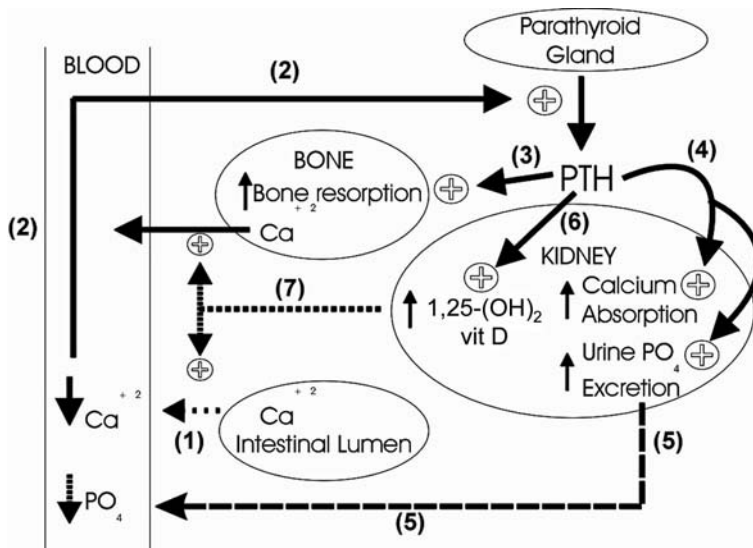 Parathyroid
Gland
BLOOD
(2)
(4)
(3)
PTH
BONE
Bone resorption
+ 2
Ca
(2)
(6)
KIDNEY
Calcium
Absorption
(7)
1,25-(OH)2
vit D
Urine PO4
Excretion
+ 2
Ca
+ 2
Ca
(1)
Intestinal Lumen
(5)
PO4
(5)